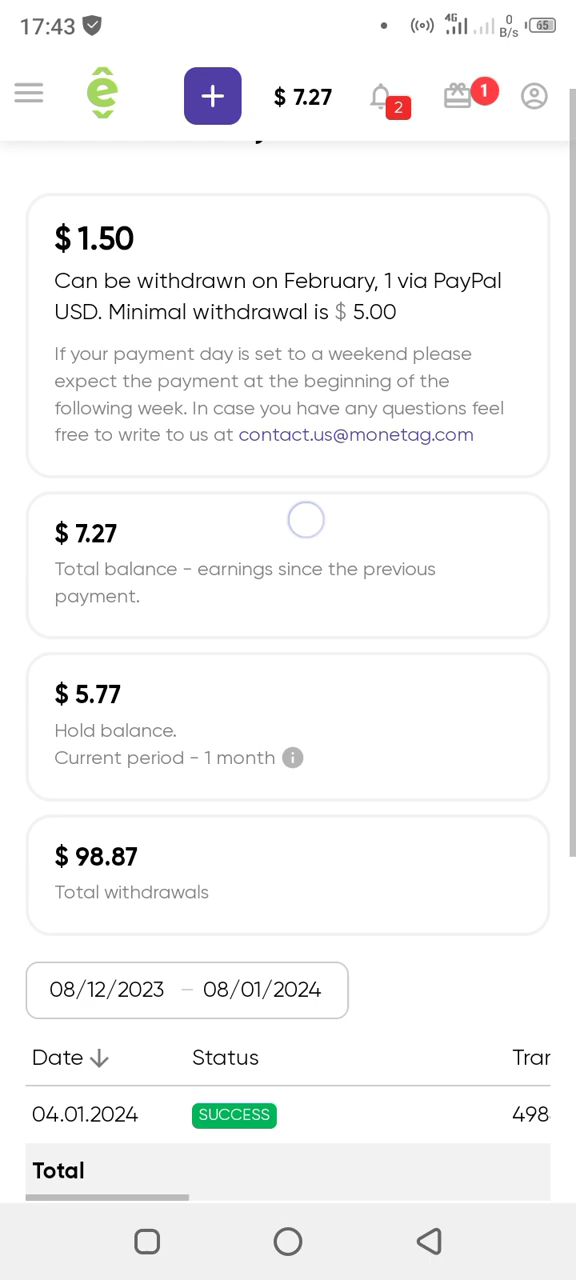 17:43
4G
0
B/s
65
ê
+
$ 7.27
2
1
$ 1.50
Can be withdrawn on February, 1 via PayPal
USD. Minimal withdrawal is $ 5.00
If your payment day is set to a weekend please
expect the payment at the beginning of the
following week. In case you have any questions feel
free to write to us at contact.us@monetag.com
$ 7.27
Total balance - earnings since the previous
payment.
$ 5.77
Hold balance.
Current period - 1 month i
$ 98.87
Total withdrawals
08/12/2023 – 08/01/2024
Date ↓ Status Trar
04.01.2024 SUCCESS 498
Total